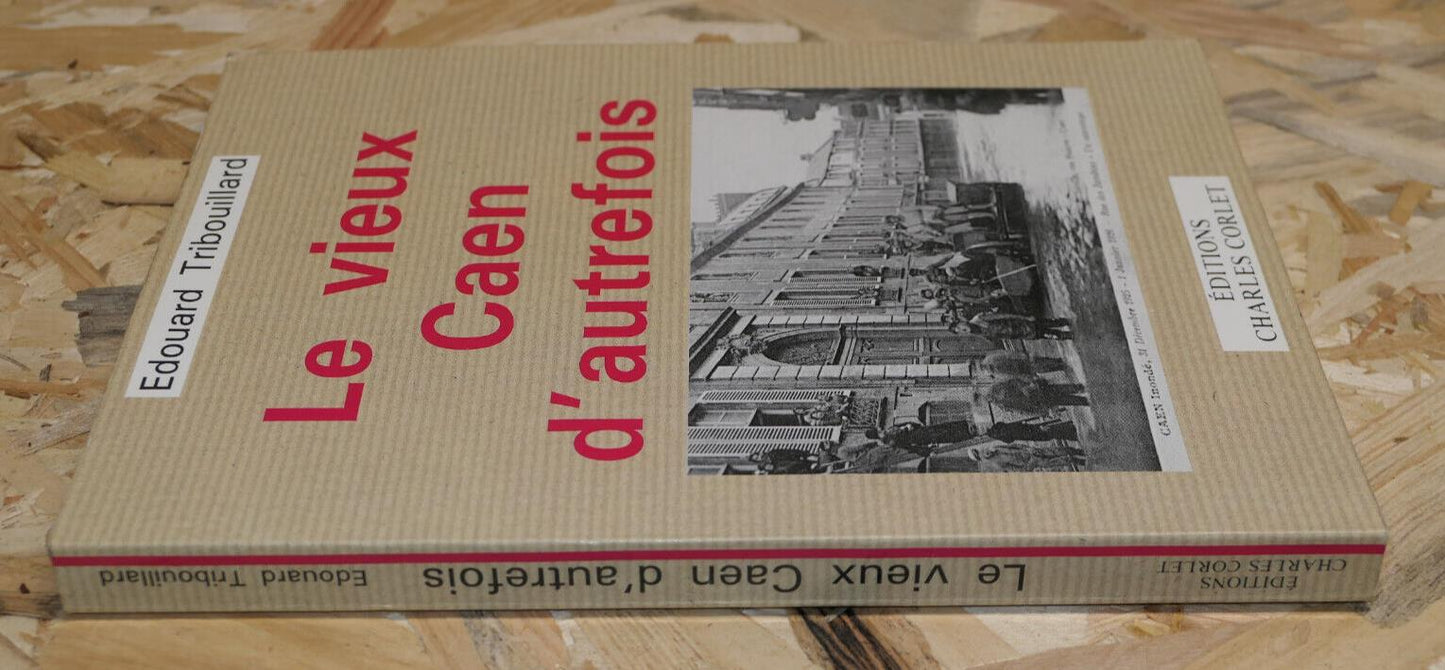 Edouard Tribouillard
Le vieux
Caen
d'autrefois
CAEN Inondé, 31 Décembre 1925 - 1 Janvier 1926
ÉDITIONS
CHARLES CORLET
Edouard Tribouillard
Le vieux Caen d'autrefois
ÉDITIONS
CHARLES CORLET